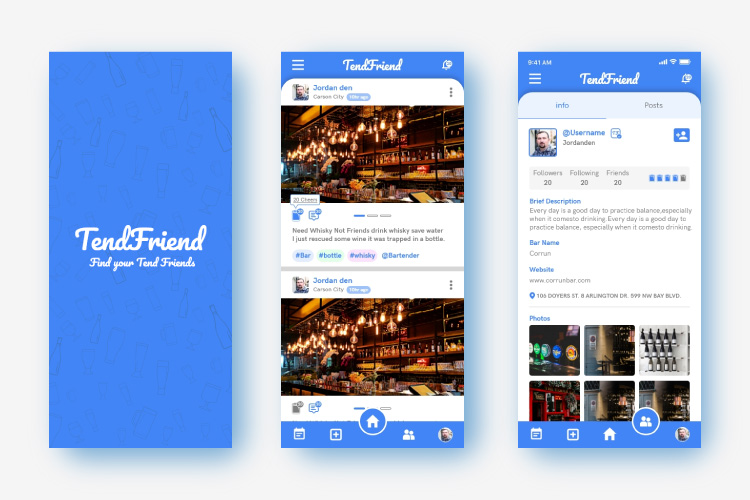 TendFriend
Find your Tend Friends
TendFriend
Jordan den
Carson City
20 Cheers
Need Whisky Not Friends drink whisky save water
I just rescued some wine it was trapped in a bottle.
#Bar #bottle #whisky @Bartender
Jordan den
Carson City
9:41 AM
TendFriend
info Posts
@Username
Jordanden
Followers Following Friends
20 20 20
Brief Description
Every day is a good day to practice balance,especially
when it comesto drinking.Every day is a good day to
practice balance, especially when it comesto drinking.
Bar Name
Corrun
Website
www.corrunbar.com
106 DOYERS ST. 8 ARLINGTON DR. 599 NW BAY BLVD.
Photos